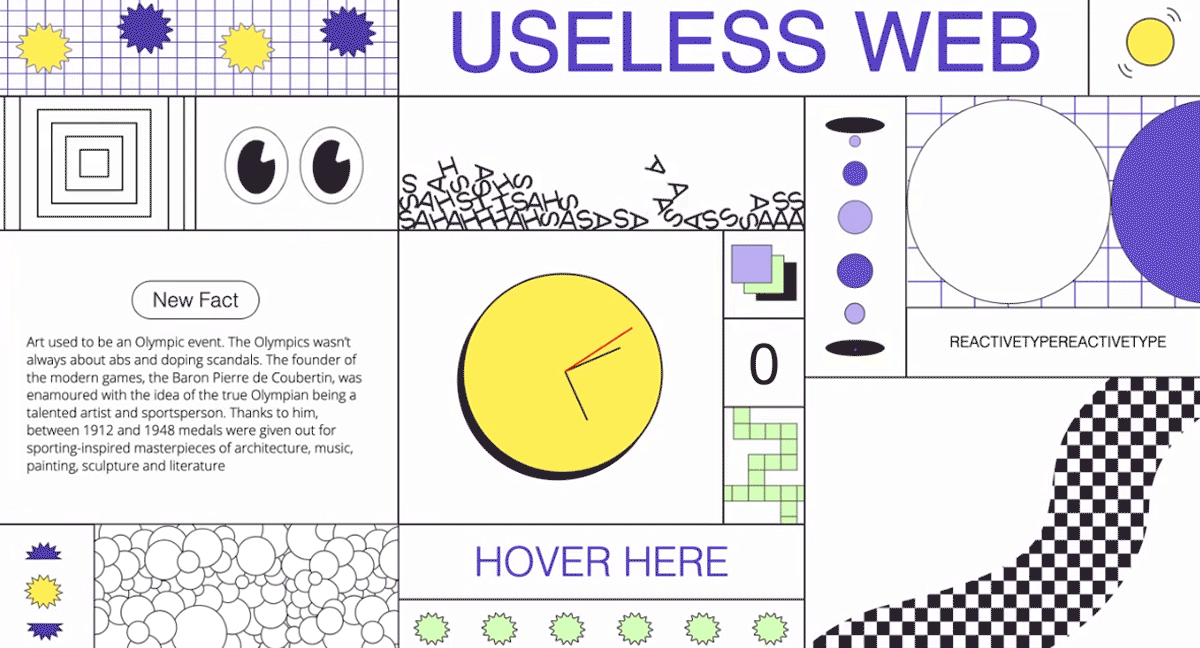 USELESS WEB
New Fact
Art used to be an Olympic event. The Olympics wasn't
always about abs and doping scandals. The founder of
the modern games, the Baron Pierre de Coubertin, was
enamoured with the idea of the true Olympian being a
talented artist and sportsperson. Thanks to him,
between 1912 and 1948 medals were given out for
sporting-inspired masterpieces of architecture, music,
painting, sculpture and literature
0
REACTIVETYPEREACTIVETYPE
HOVER HERE